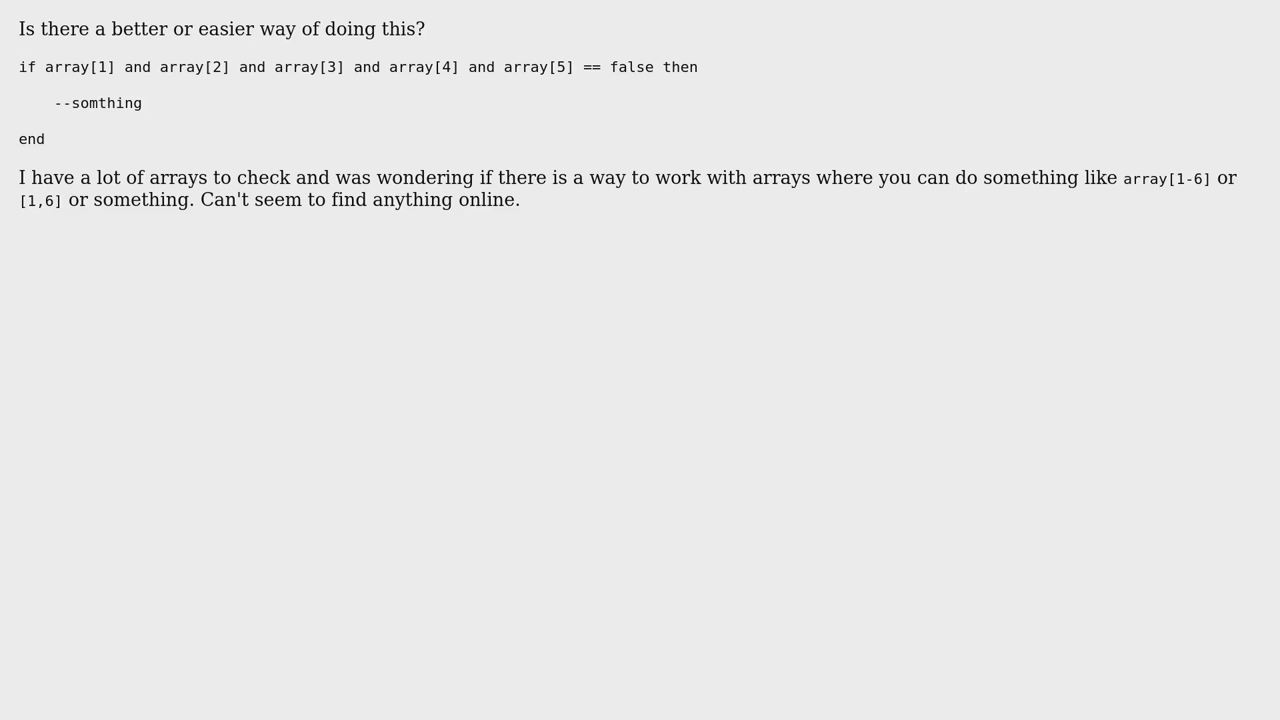 Is there a better or easier way of doing this?
if array[1] and array[2] and array[3] and array[4] and array[5] == false then
    --somthing
end
I have a lot of arrays to check and was wondering if there is a way to work with arrays where you can do something like array[1-6] or
[1,6] or something. Can't seem to find anything online.